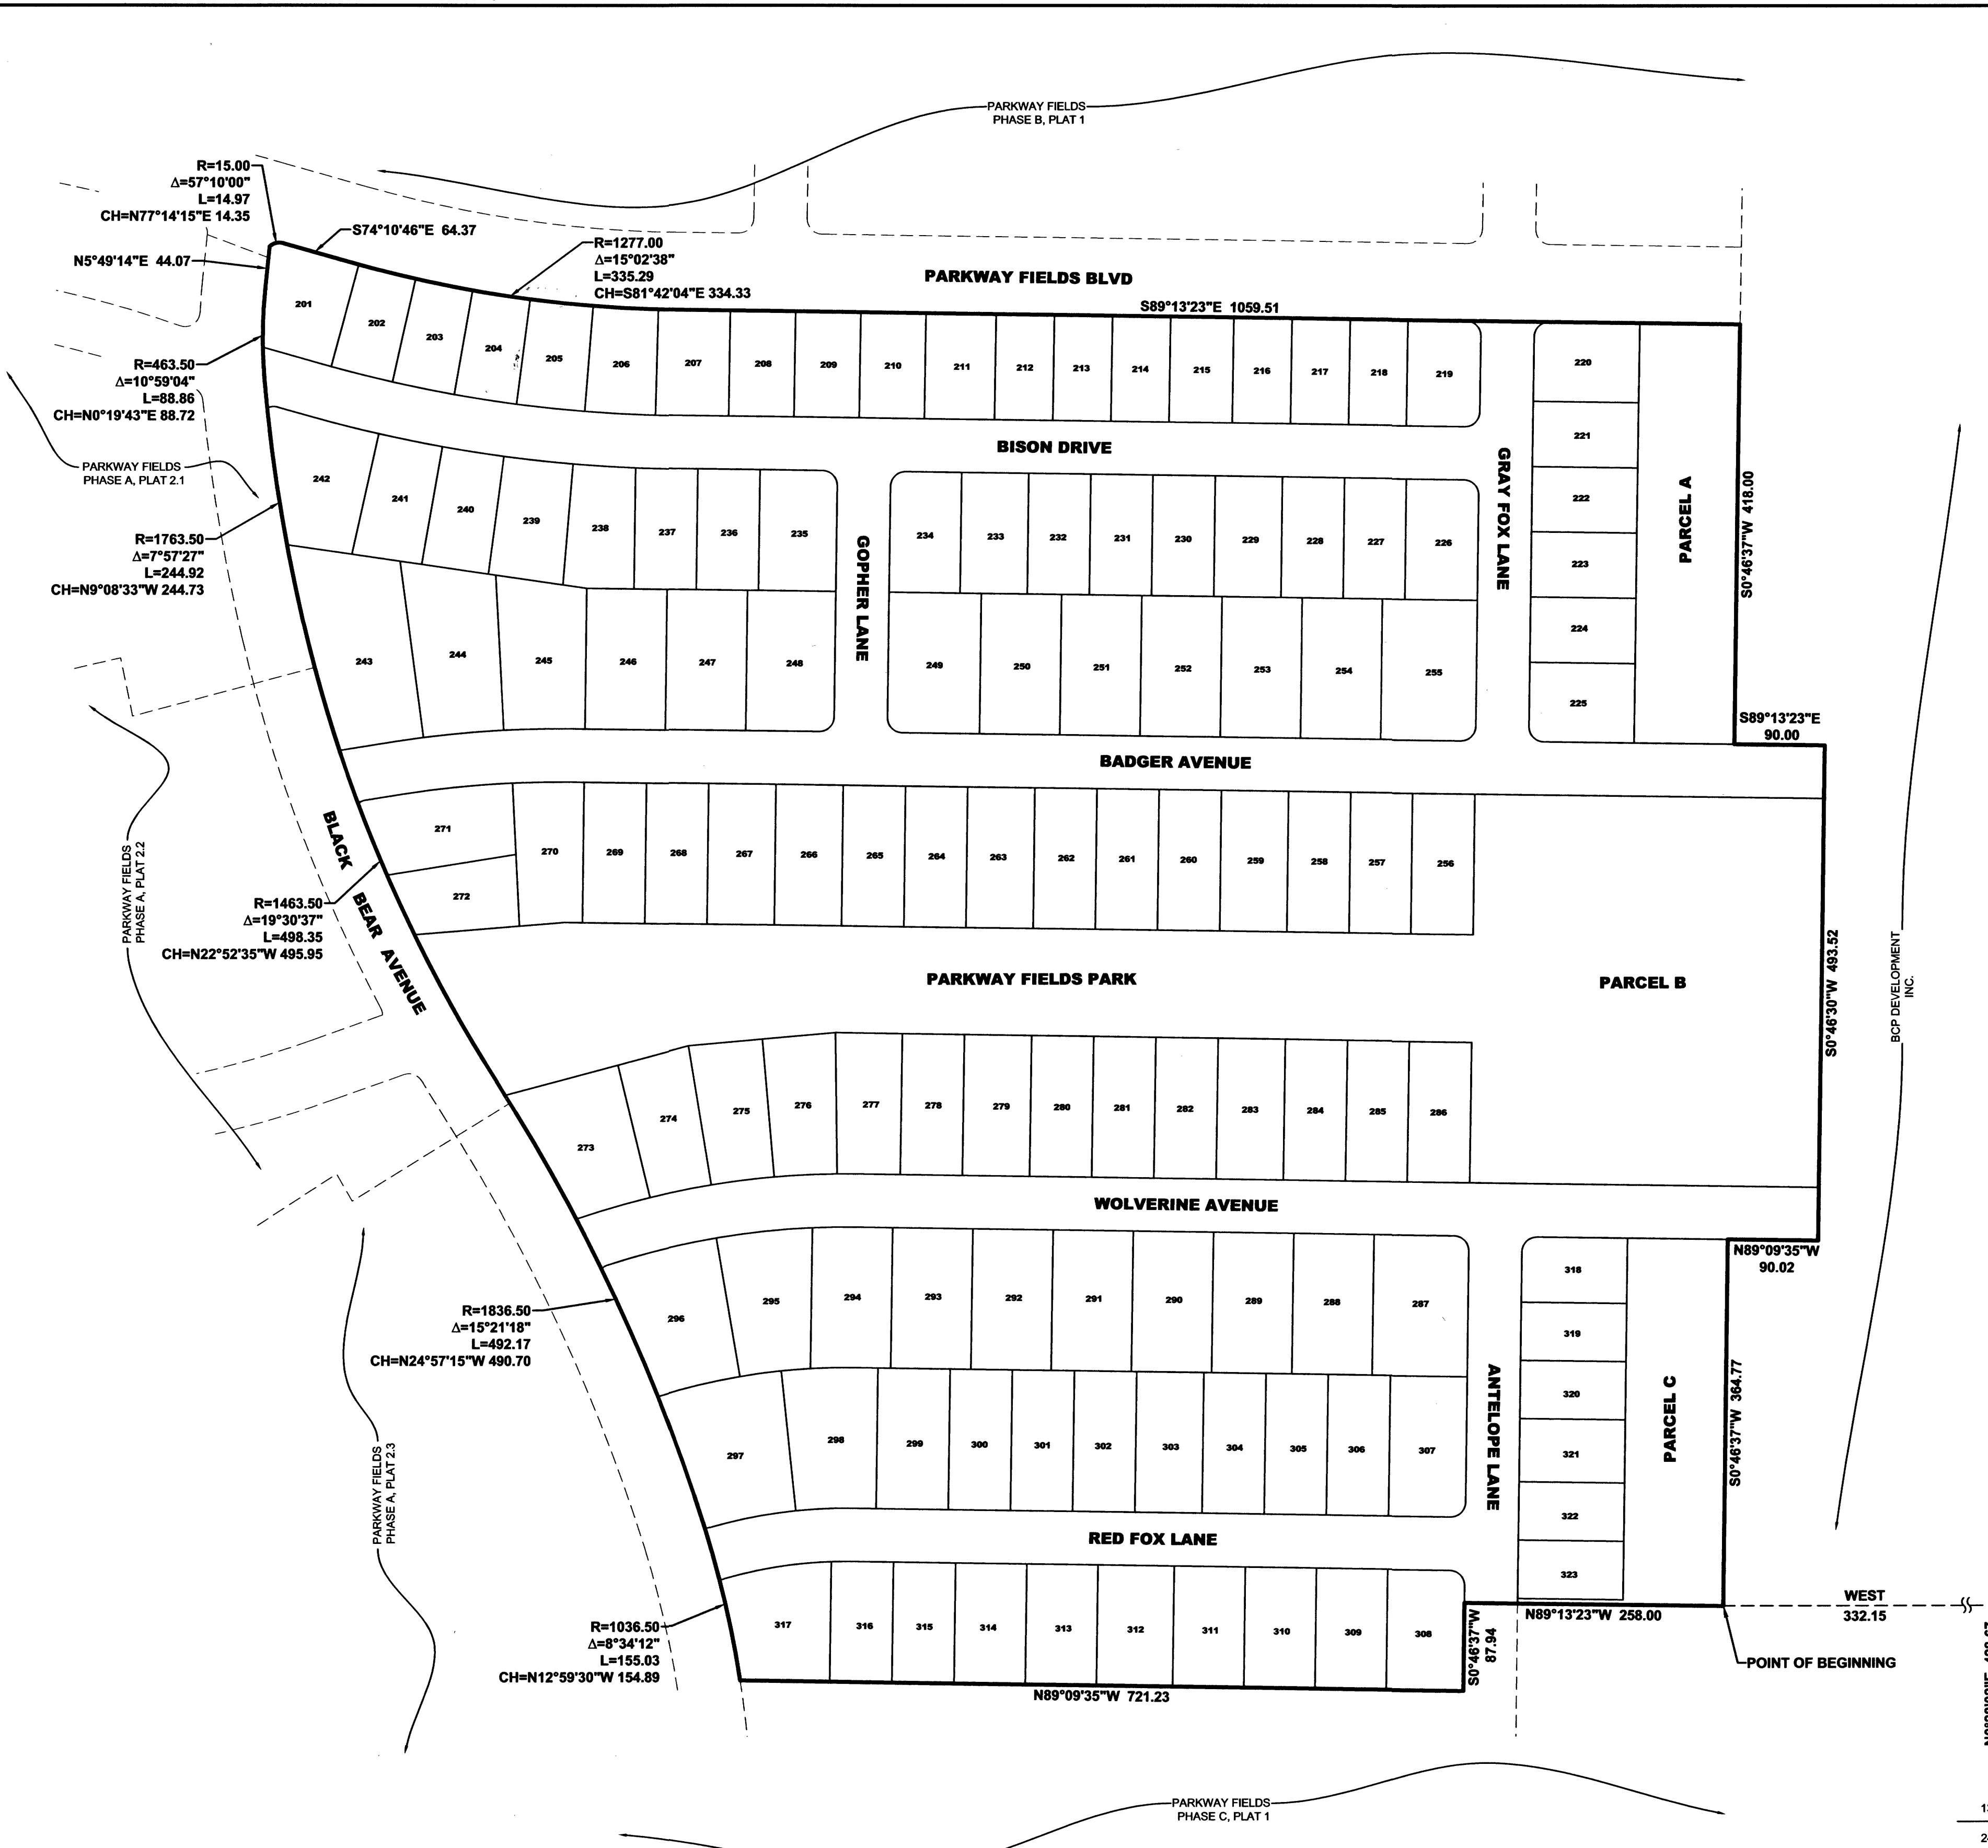 PARKWAY FIELDS
PHASE B, PLAT 1
R=15.00
Δ=57°10'00"
L=14.97
CH=N77°14'15"E 14.35
S74°10'46"E 64.37
N5°49'14"E 44.07
R=1277.00
Δ=15°02'38"
L=335.29
CH=S81°42'04"E 334.33
PARKWAY FIELDS BLVD
S89°13'23"E 1059.51
201
202
203
204
205
206
207
208
209
210
211
212
213
214
215
216
217
218
219
220
R=463.50
Δ=10°59'04"
L=88.86
CH=N0°19'43"E 88.72
BISON DRIVE
221
222
223
224
225
GRAY FOX LANE
PARCEL A
S0°46'37"W 418.00
PARKWAY FIELDS
PHASE A, PLAT 2.1
242
241
240
239
238
237
236
235
GOPHER LANE
234
233
232
231
230
229
228
227
226
R=1763.50
Δ=7°57'27"
L=244.92
CH=N9°08'33"W 244.73
243
244
245
246
247
248
249
250
251
252
253
254
255
S89°13'23"E
90.00
BADGER AVENUE
PARKWAY FIELDS
PHASE A, PLAT 2.2
BLACK BEAR AVENUE
271
272
270
269
268
267
266
265
264
263
262
261
260
259
258
257
256
R=1463.50
Δ=19°30'37"
L=498.35
CH=N22°52'35"W 495.95
PARKWAY FIELDS PARK
PARCEL B
S0°46'30"W 493.52
BCP DEVELOPMENT
INC.
273
274
275
276
277
278
279
280
281
282
283
284
285
286
WOLVERINE AVENUE
N89°09'35"W
90.02
R=1836.50
Δ=15°21'18"
L=492.17
CH=N24°57'15"W 490.70
296
295
294
293
292
291
290
289
288
287
318
319
320
321
322
323
ANTELOPE LANE
PARCEL C
S0°46'37"W 364.77
PARKWAY FIELDS
PHASE A, PLAT 2.3
297
298
299
300
301
302
303
304
305
306
307
RED FOX LANE
R=1036.50
Δ=8°34'12"
L=155.03
CH=N12°59'30"W 154.89
317
316
315
314
313
312
311
310
309
308
S0°46'37"W
87.94
N89°13'23"W 258.00
WEST
332.15
POINT OF BEGINNING
N89°09'35"W 721.23
PARKWAY FIELDS
PHASE C, PLAT 1